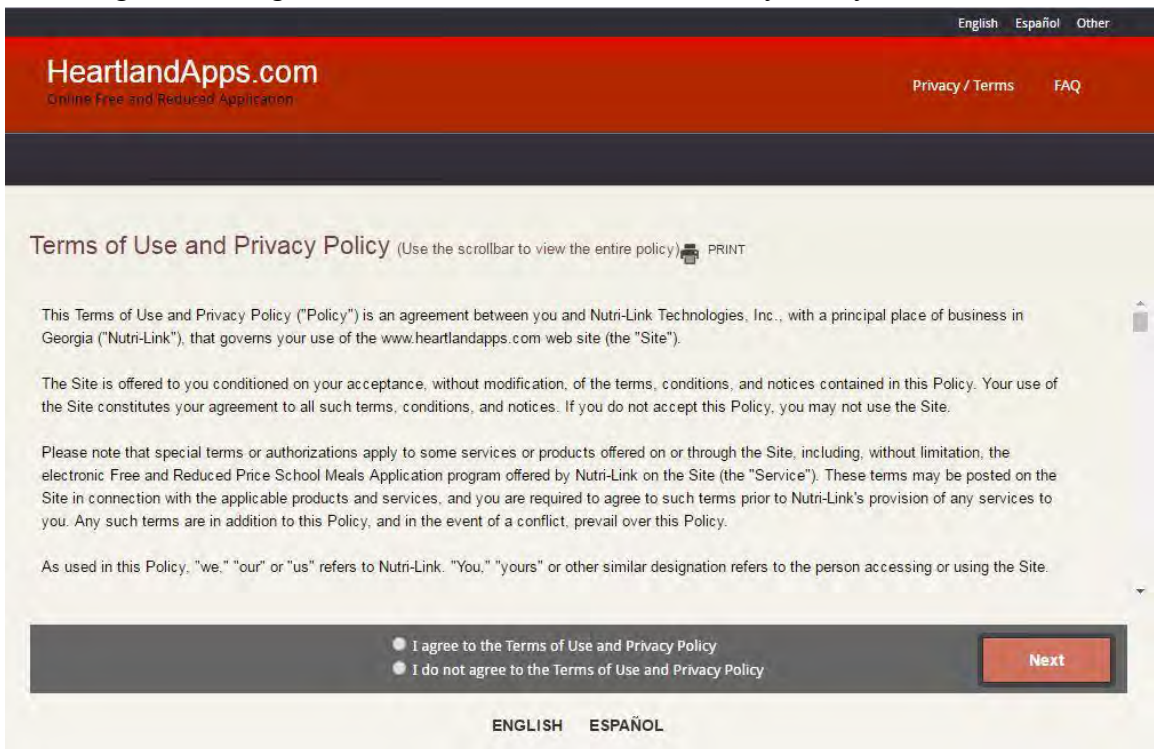 English Español Other
HeartlandApps.com
Online Free and Reduced Application
Privacy / Terms FAQ
Terms of Use and Privacy Policy (Use the scrollbar to view the entire policy) PRINT
This Terms of Use and Privacy Policy ("Policy") is an agreement between you and Nutri-Link Technologies, Inc., with a principal place of business in
Georgia ("Nutri-Link"), that governs your use of the www.heartlandapps.com web site (the "Site").
The Site is offered to you conditioned on your acceptance, without modification, of the terms, conditions, and notices contained in this Policy. Your use of
the Site constitutes your agreement to all such terms, conditions, and notices. If you do not accept this Policy, you may not use the Site.
Please note that special terms or authorizations apply to some services or products offered on or through the Site, including, without limitation, the
electronic Free and Reduced Price School Meals Application program offered by Nutri-Link on the Site (the "Service"). These terms may be posted on the
Site in connection with the applicable products and services, and you are required to agree to such terms prior to Nutri-Link's provision of any services to
you. Any such terms are in addition to this Policy, and in the event of a conflict, prevail over this Policy.
As used in this Policy, "we," "our" or "us" refers to Nutri-Link. "You," "yours" or other similar designation refers to the person accessing or using the Site.
I agree to the Terms of Use and Privacy Policy
I do not agree to the Terms of Use and Privacy Policy
Next
ENGLISH ESPAÑOL